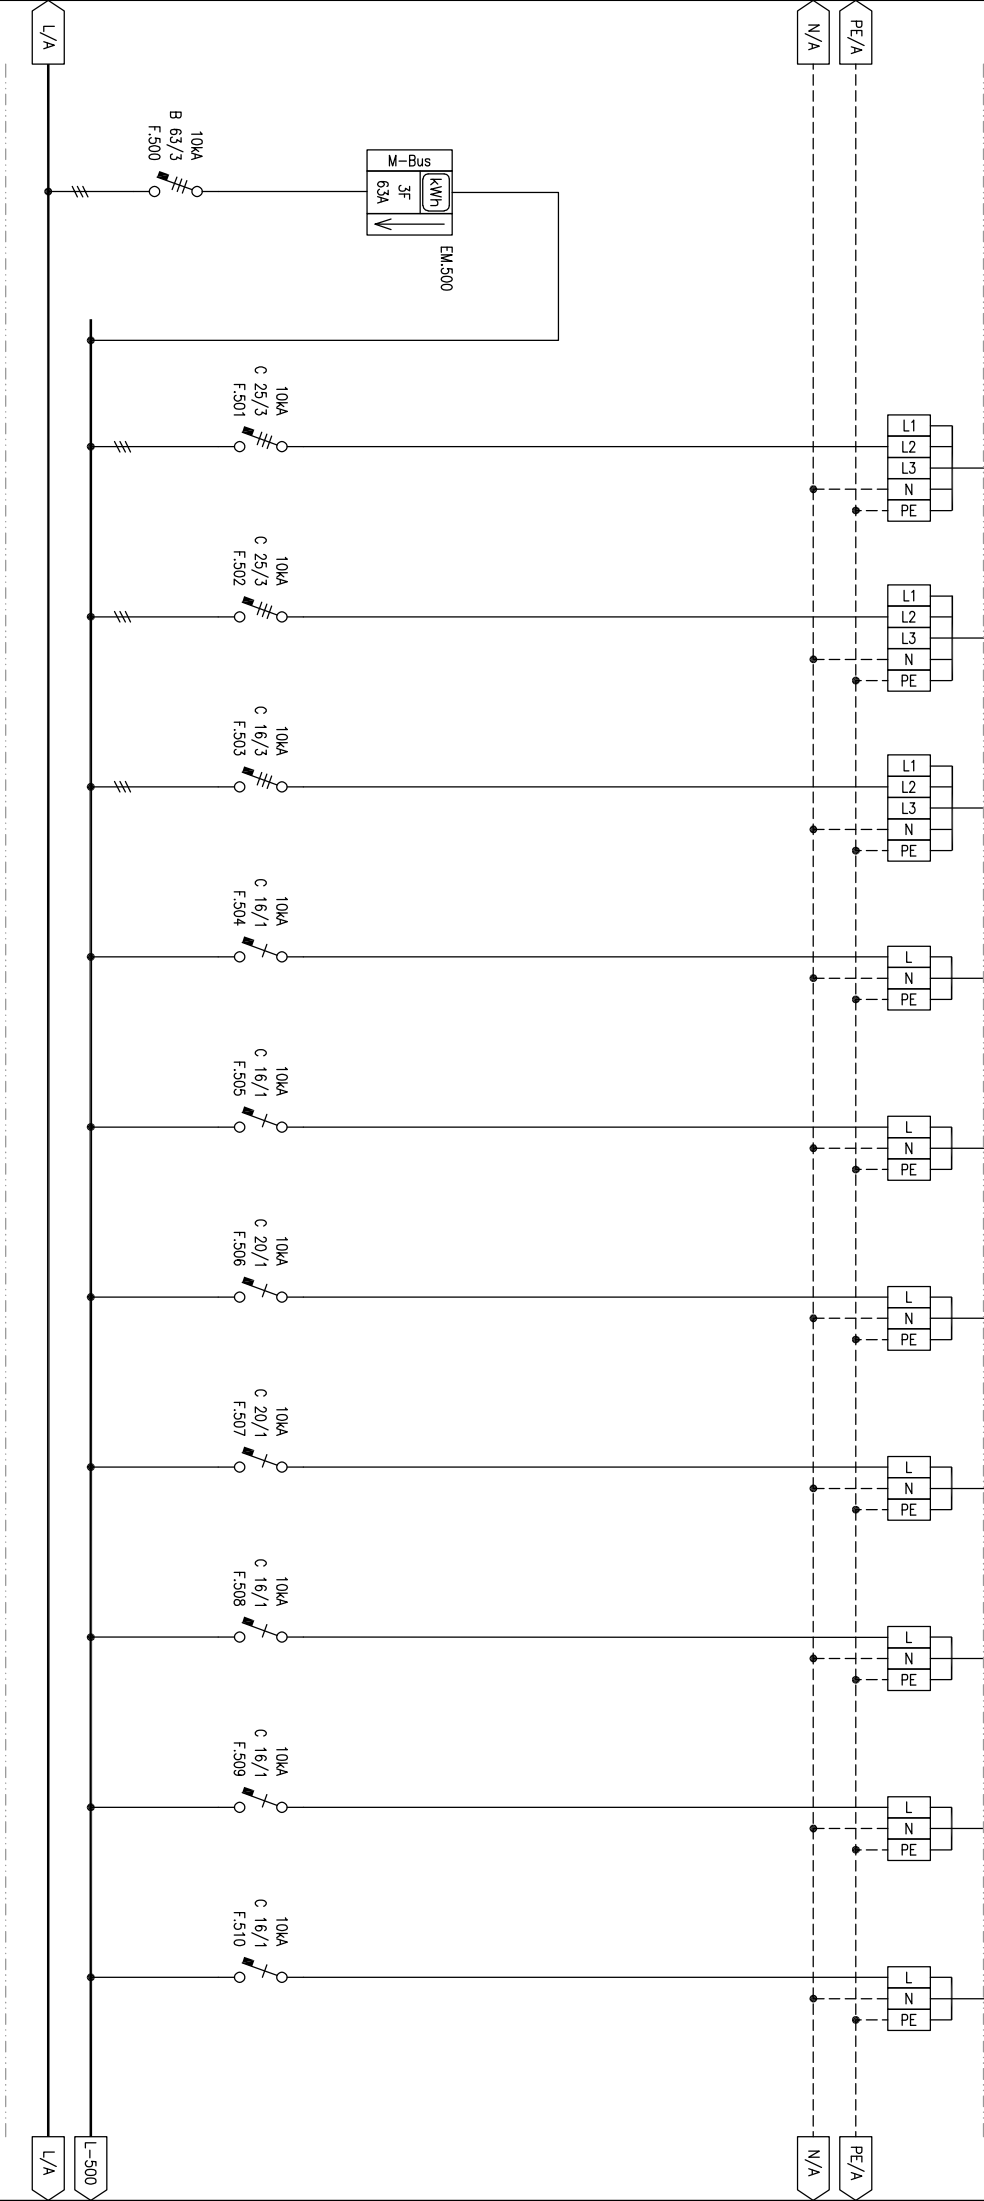 L/A
N/A
PE/A
10kA
B 63/3
F.500
M-Bus
kWh
3F
63A
EM.500
10kA
C 25/3
F.501
L1
L2
L3
N
PE
10kA
C 25/3
F.502
L1
L2
L3
N
PE
10kA
C 16/3
F.503
L1
L2
L3
N
PE
10kA
C 16/1
F.504
L
N
PE
10kA
C 16/1
F.505
L
N
PE
10kA
C 20/1
F.506
L
N
PE
10kA
C 20/1
F.507
L
N
PE
10kA
C 16/1
F.508
L
N
PE
10kA
C 16/1
F.509
L
N
PE
10kA
C 16/1
F.510
L
N
PE
L/A
L-500
N/A
PE/A